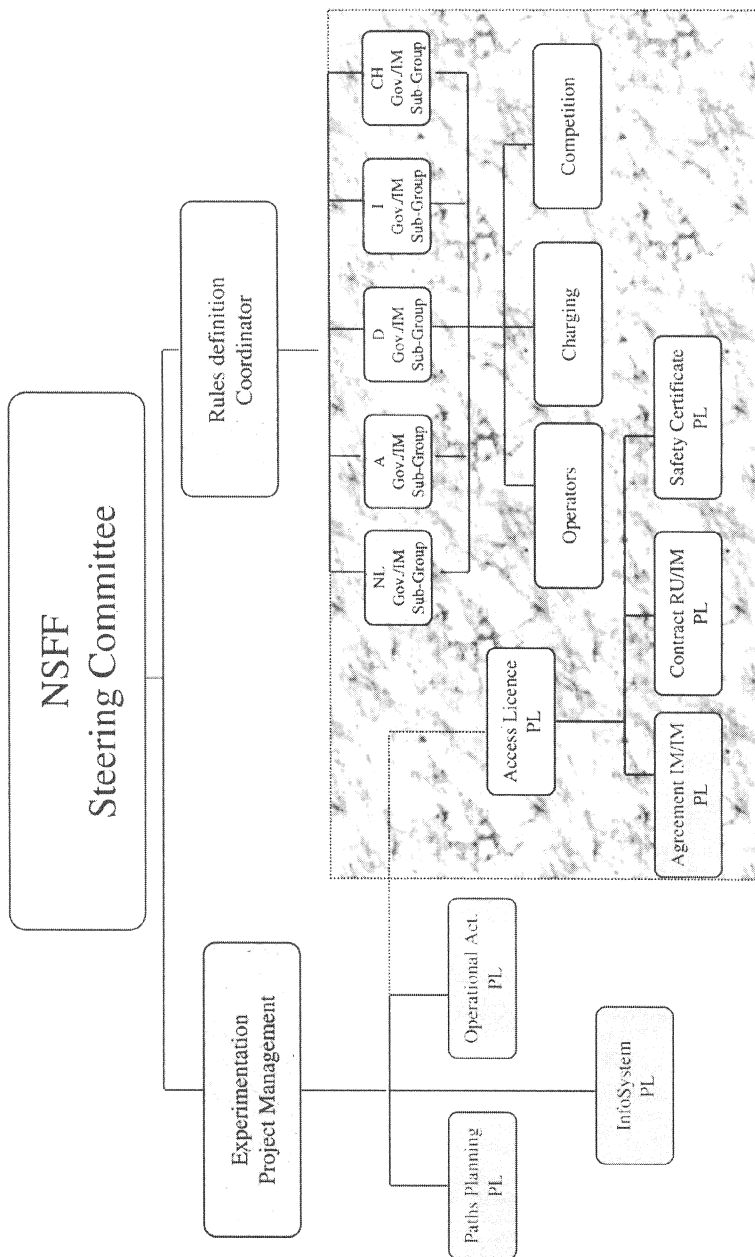 NSFF
Steering Committee
Experimentation
Project Management
Rules definition
Coordinator
Paths Planning
PL
Operational Act.
PL
InfoSystem
PL
NL
Gov./IM
Sub-Group
A
Gov./IM
Sub-Group
D
Gov./IM
Sub-Group
I
Gov./IM
Sub-Group
CH
Gov./IM
Sub-Group
Access Licence
PL
Operators
Charging
Competition
Agreement IM/IM
PL
Contract RU/IM
PL
Safety Certificate
PL